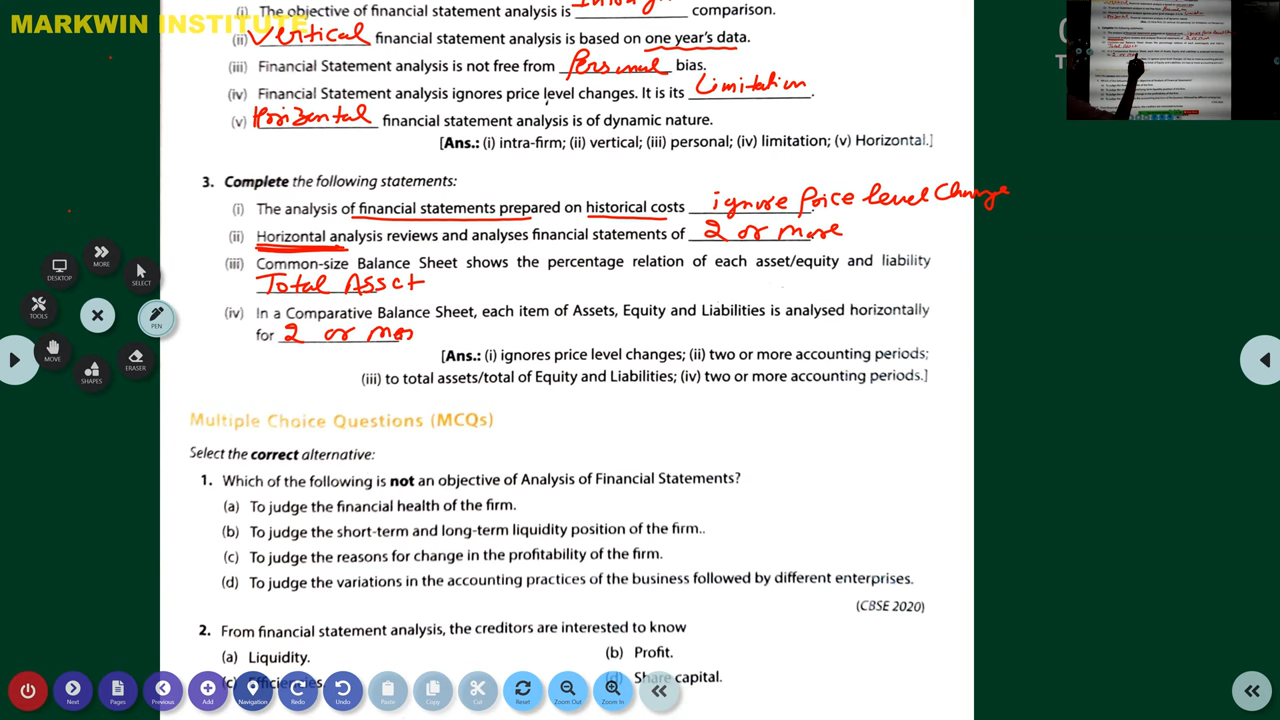 MARKWIN INSTITUTE
(i) The objective of financial statement analysis is comparison.
(ii) Vertical financial statement analysis is based on one year's data.
(iii) Financial Statement analysis is not free from Personal bias.
(iv) Financial Statement analysis ignores price level changes. It is its Limitation.
(v) Horizontal financial statement analysis is of dynamic nature.
[Ans.: (i) intra-firm; (ii) vertical; (iii) personal; (iv) limitation; (v) Horizontal.]
3. Complete the following statements:
(i) The analysis of financial statements prepared on historical costs ignore Price level Change
(ii) Horizontal analysis reviews and analyses financial statements of 2 or more
(iii) Common-size Balance Sheet shows the percentage relation of each asset/equity and liability
Total Asset
(iv) In a Comparative Balance Sheet, each item of Assets, Equity and Liabilities is analysed horizontally
for 2 or mo
[Ans.: (i) ignores price level changes; (ii) two or more accounting periods;
(iii) to total assets/total of Equity and Liabilities; (iv) two or more accounting periods.]
Multiple Choice Questions (MCQs)
Select the correct alternative:
1. Which of the following is not an objective of Analysis of Financial Statements?
(a) To judge the financial health of the firm.
(b) To judge the short-term and long-term liquidity position of the firm..
(c) To judge the reasons for change in the profitability of the firm.
(d) To judge the variations in the accounting practices of the business followed by different enterprises.
(CBSE 2020)
2. From financial statement analysis, the creditors are interested to know
(a) Liquidity. (b) Profit.
(c) Efficiencies. (d) Share capital.
MORE
DESKTOP
SELECT
TOOLS
PEN
MOVE
ERASER
SHAPES
Next
Pages
Previous
Add
Navigation
Redo
Undo
Paste
Copy
Cut
Reset
Zoom Out
Zoom In